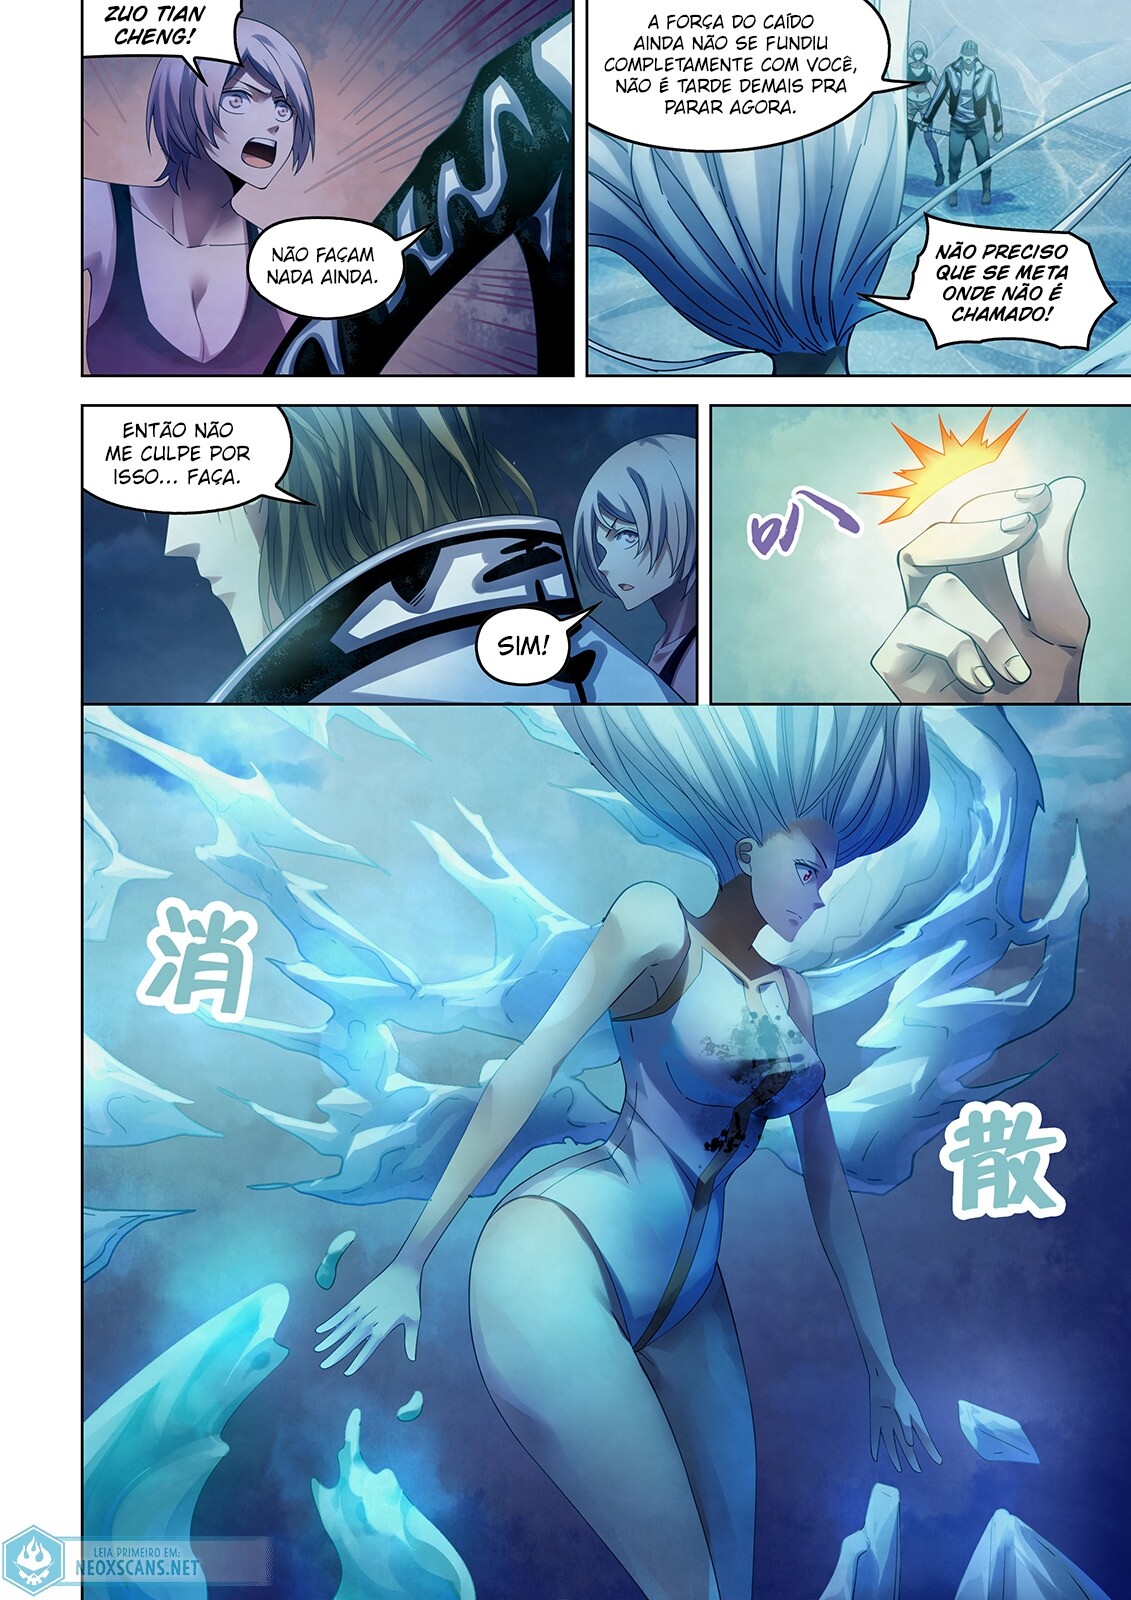 ZUO TIAN
CHENG!
NÃO FAÇAM
NADA AINDA.
A FORÇA DO CAÍDO
AINDA NÃO SE FUNDIU
COMPLETAMENTE COM VOCÊ,
NÃO É TARDE DEMAIS PRA
PARAR AGORA.
NÃO PRECISO
QUE SE META
ONDE NÃO É
CHAMADO!
ENTÃO NÃO
ME CULPE POR
ISSO... FAÇA.
SIM!
叭
消
散
LEIA PRIMEIRO EM:
NEOXSCANS.NET